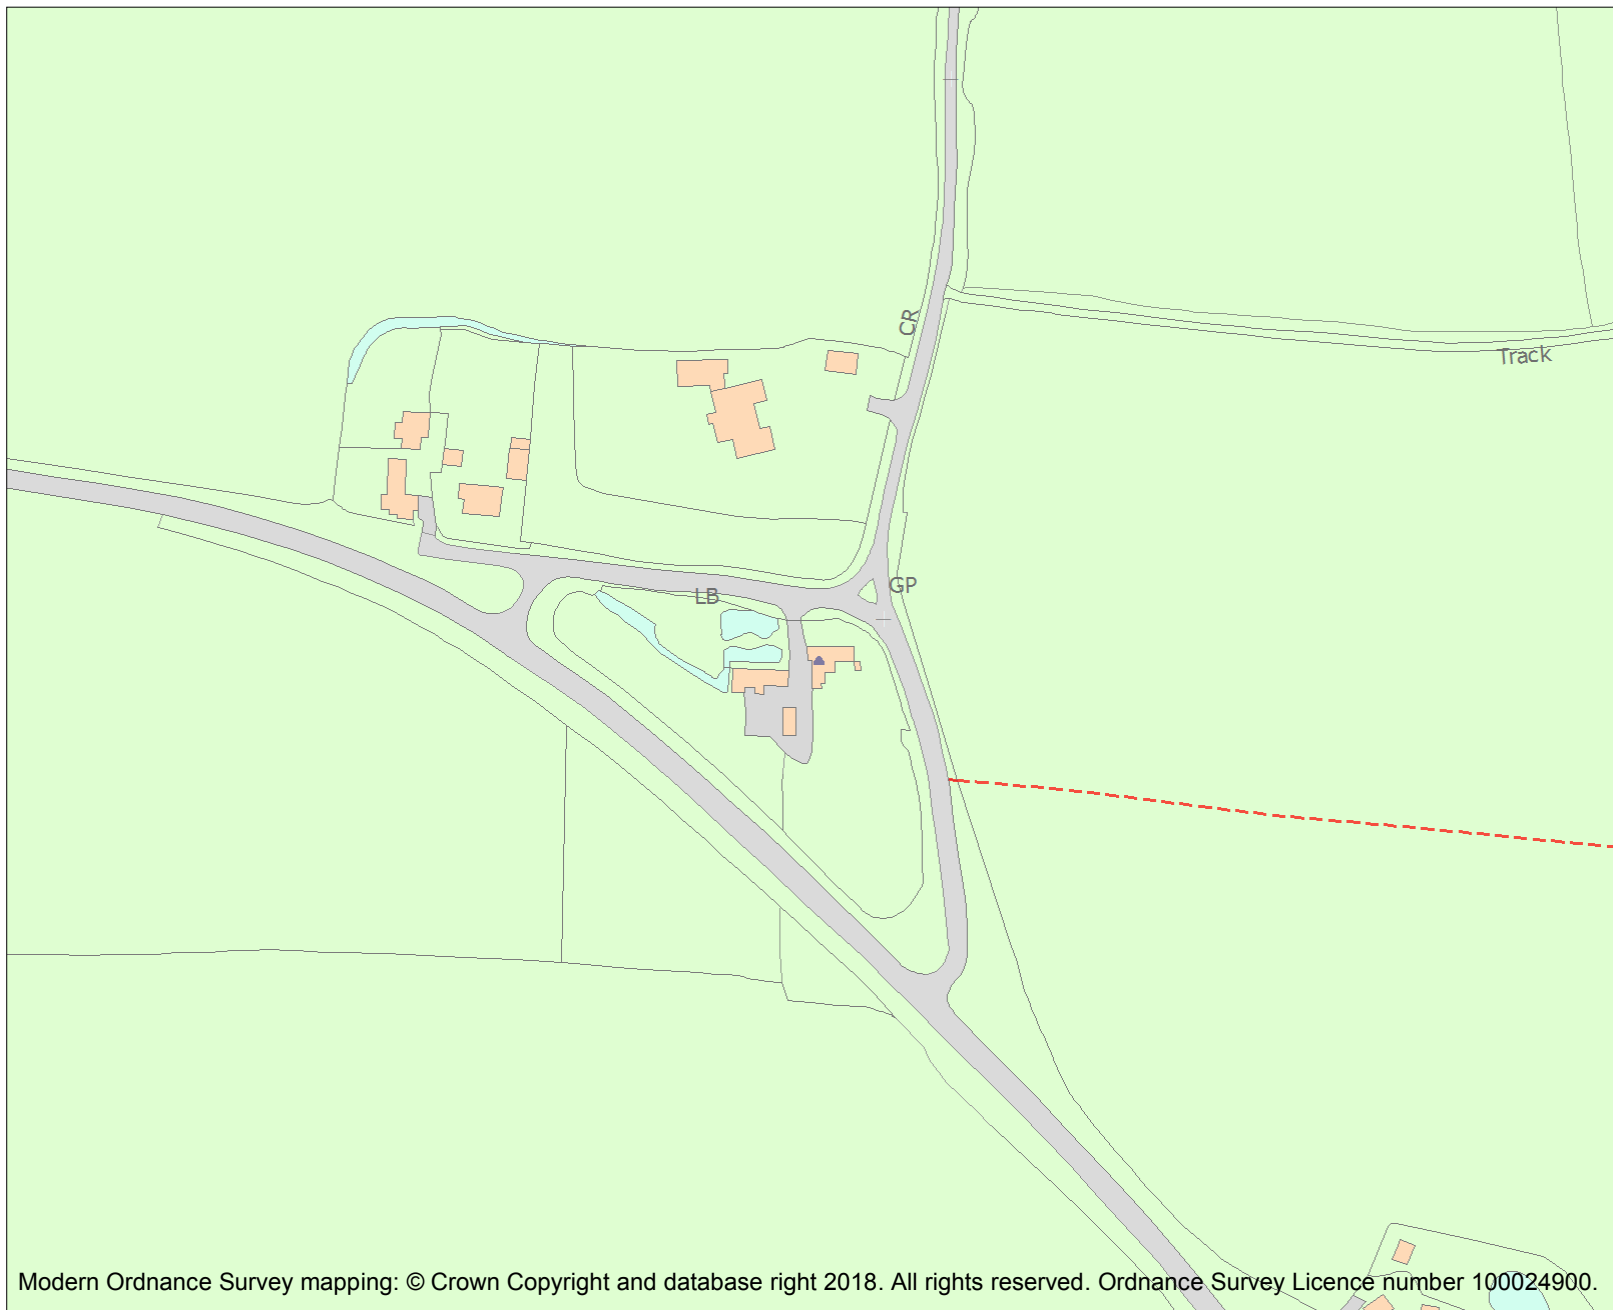 CR
Track
GP
LB
Modern Ordnance Survey mapping: © Crown Copyright and database right 2018. All rights reserved. Ordnance Survey Licence number 100024900.